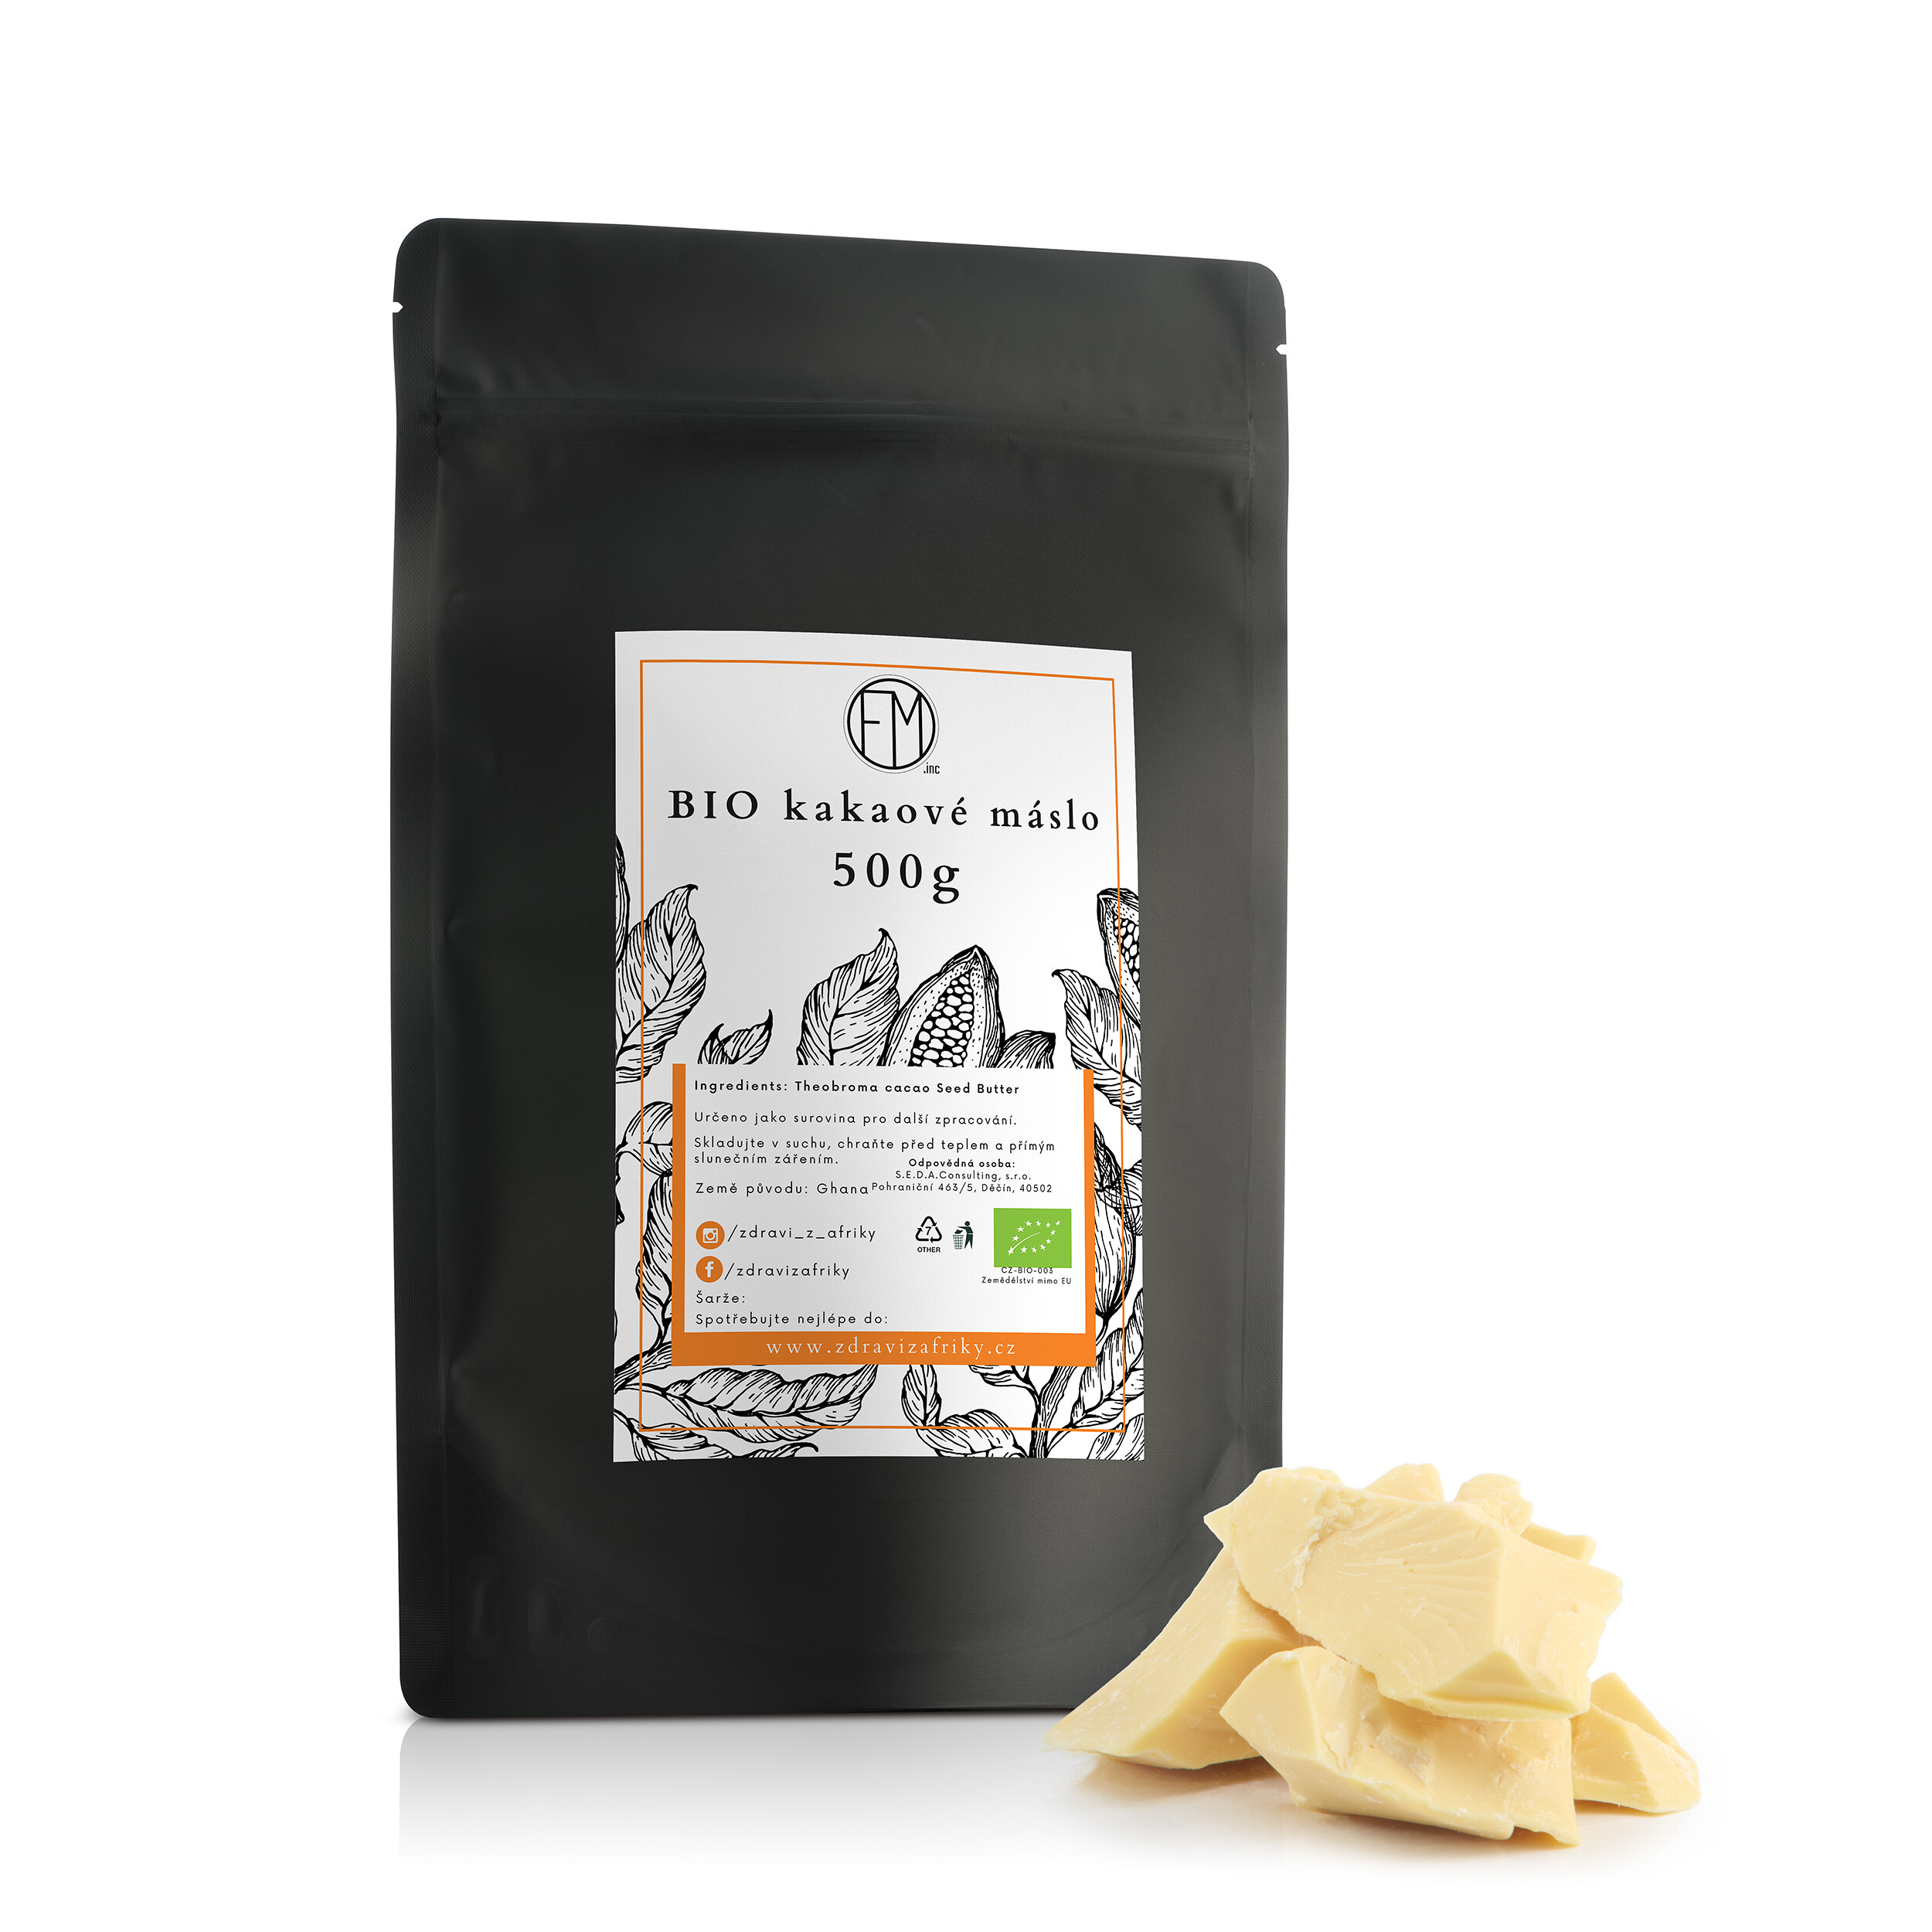 FM
.inc
BIO kakaové máslo
500g
Ingredients: Theobroma cacao Seed Butter
Určeno jako surovina pro další zpracování.
Skladujte v suchu, chraňte před teplem a přímým
slunečním zářením.
Odpovědná osoba:
S.E.D.A.Consulting, s.r.o.
Pohraniční 463/5, Děčín, 40502
Země původu: Ghana
/zdravi_z_afriky
7
OTHER
/zdravizafriky
CZ-BIO-003
Zemědělství mimo EU
Šarže:
Spotřebujte nejlépe do:
www.zdravizafriky.cz